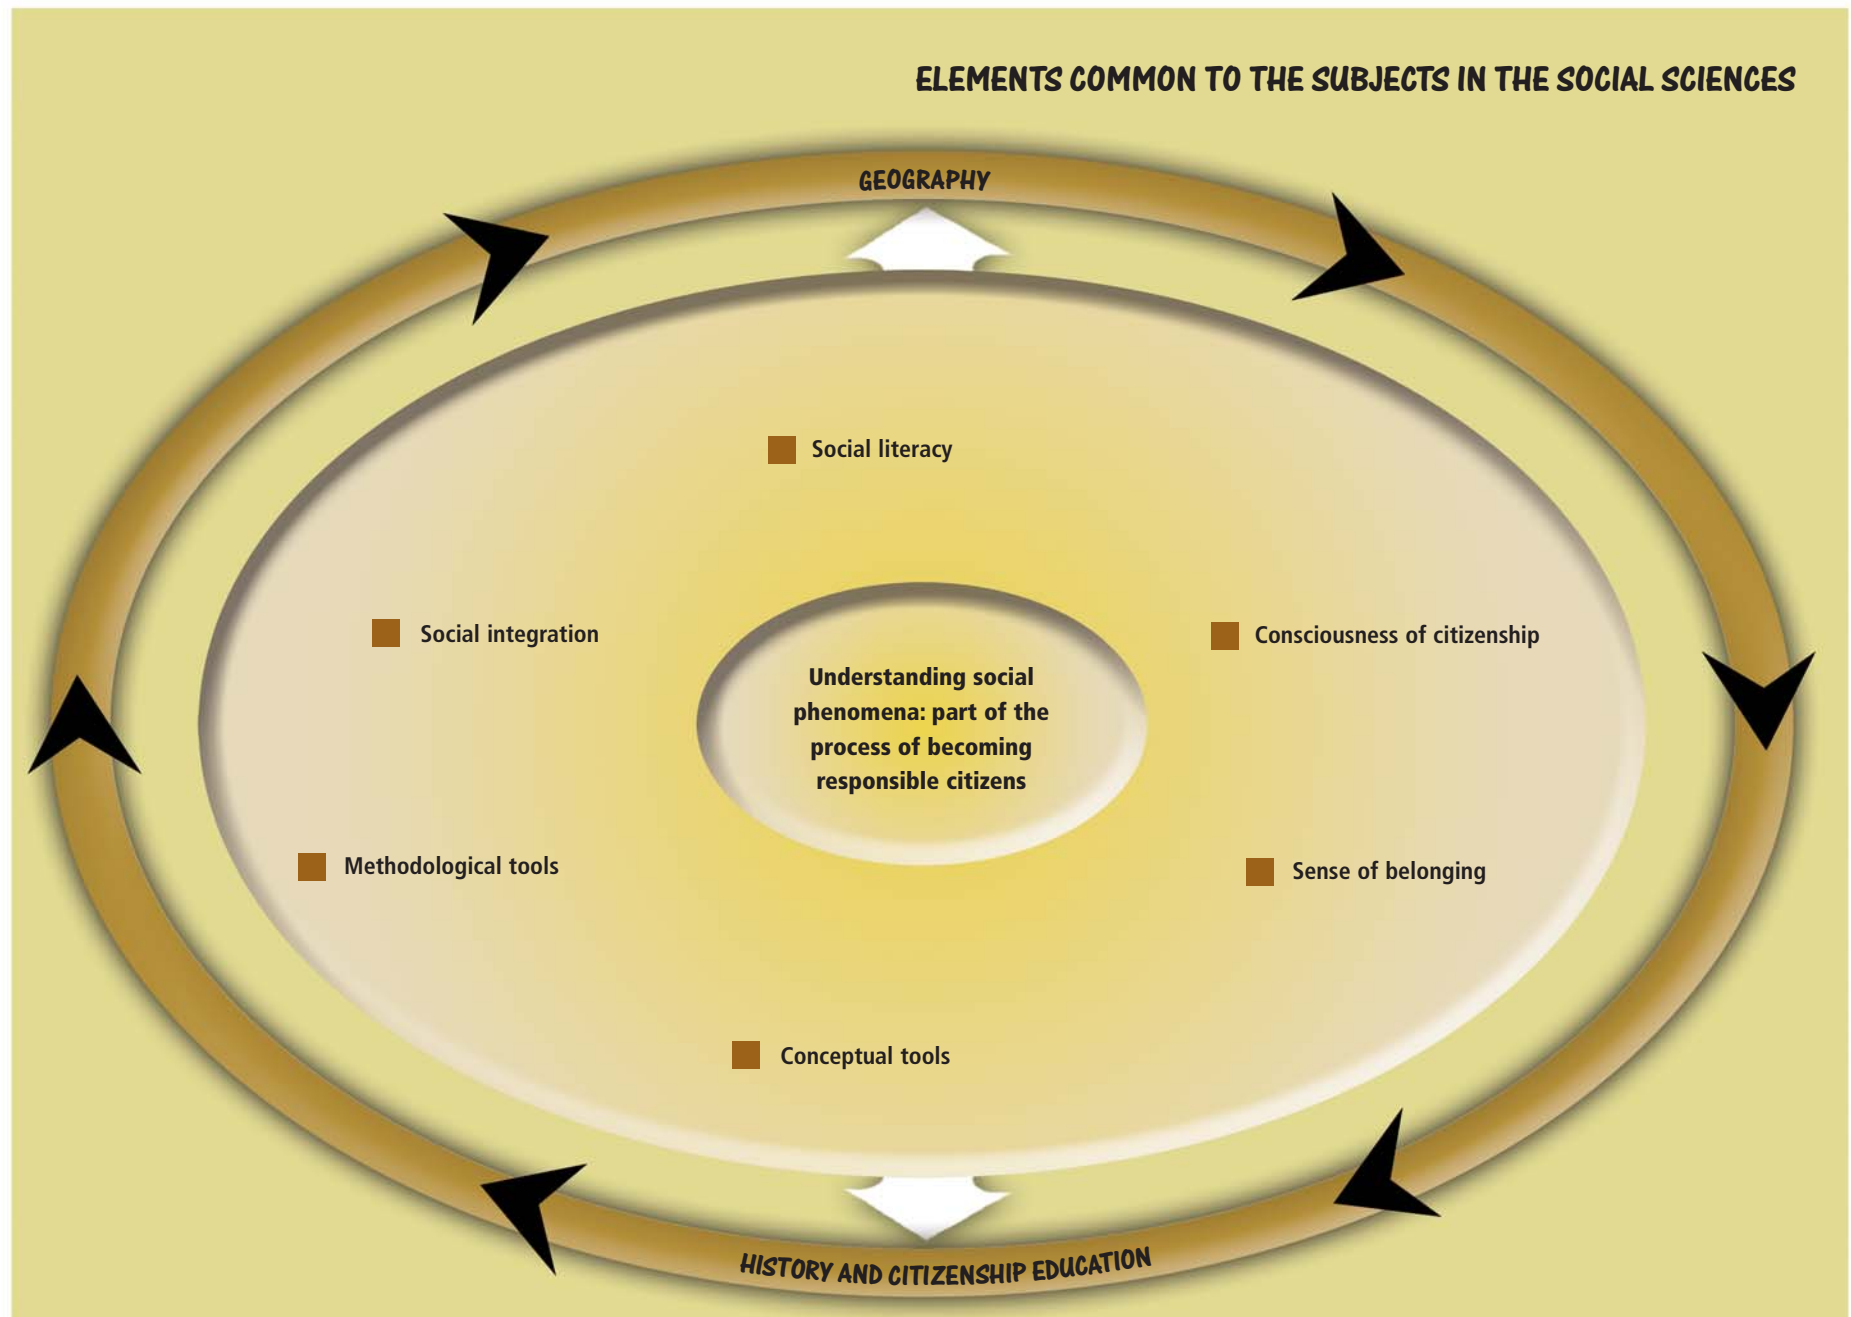 ELEMENTS COMMON TO THE SUBJECTS IN THE SOCIAL SCIENCES
GEOGRAPHY
Social literacy
Social integration
Consciousness of citizenship
Understanding social
phenomena: part of the
process of becoming
responsible citizens
Methodological tools
Sense of belonging
Conceptual tools
HISTORY AND CITIZENSHIP EDUCATION